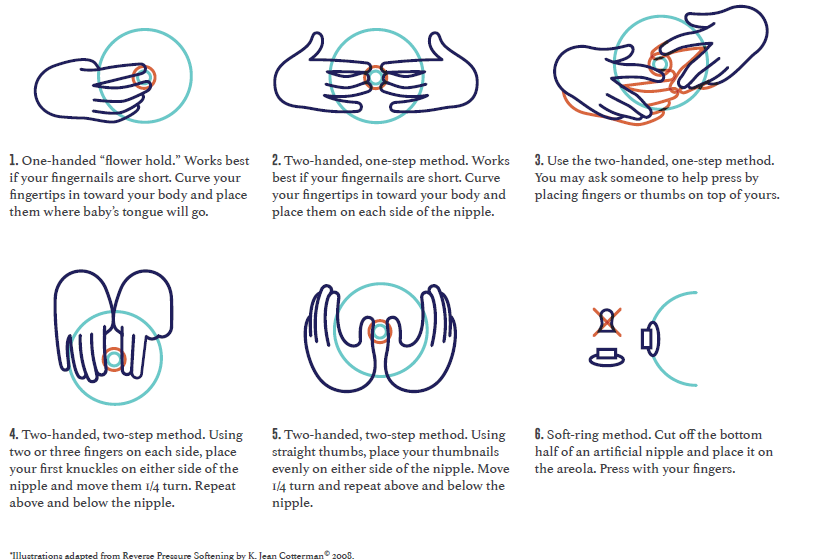 1. One-handed “flower hold.” Works best
if your fingernails are short. Curve your
fingertips in toward your body and place
them where baby’s tongue will go.
2. Two-handed, one-step method. Works
best if your fingernails are short. Curve
your fingertips in toward your body and
place them on each side of the nipple.
3. Use the two-handed, one-step method.
You may ask someone to help press by
placing fingers or thumbs on top of yours.
4. Two-handed, two-step method. Using
two or three fingers on each side, place
your first knuckles on either side of the
nipple and move them 1/4 turn. Repeat
above and below the nipple.
5. Two-handed, two-step method. Using
straight thumbs, place your thumbnails
evenly on either side of the nipple. Move
1/4 turn and repeat above and below the
nipple.
6. Soft-ring method. Cut off the bottom
half of an artificial nipple and place it on
the areola. Press with your fingers.
*Illustrations adapted from Reverse Pressure Softening by K. Jean Cotterman© 2008.